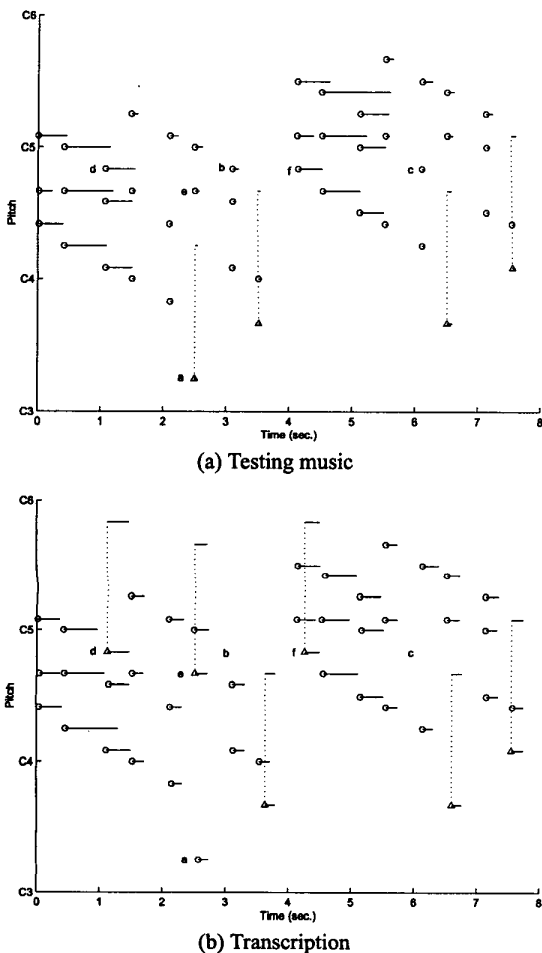 C6
C5
d
b
f
c
e
C4
Pitch
a
C3
0 1 2 3 4 5 6 7 8
Time (sec.)
(a) Testing music
C6
C5
d
b
f
c
e
C4
Pitch
a
C3
0 1 2 3 4 5 6 7 8
Time (sec.)
(b) Transcription